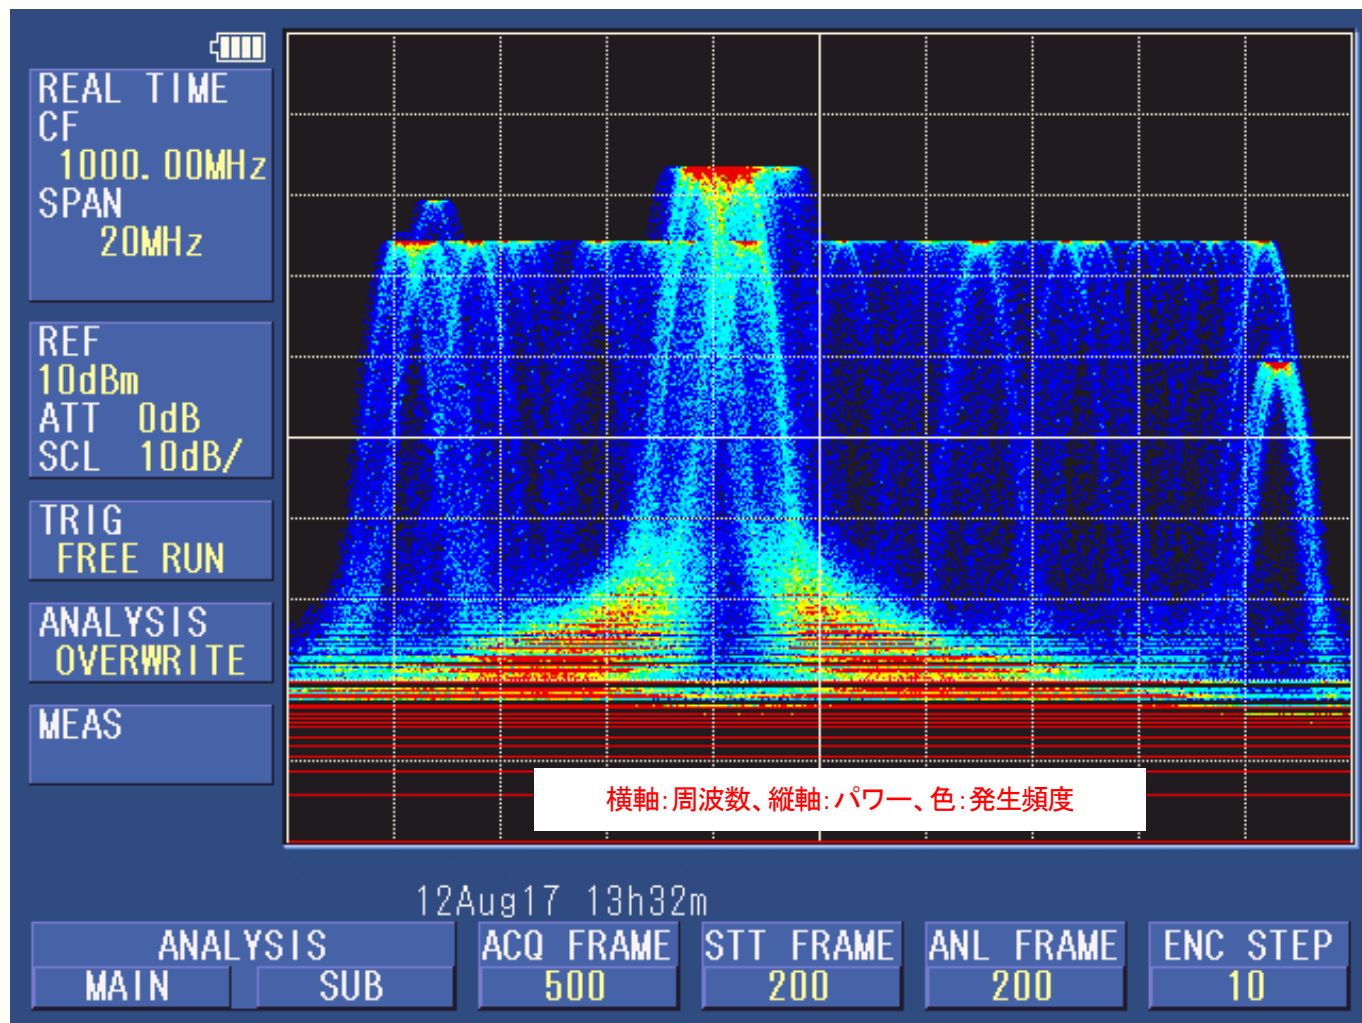 REAL TIME
CF
1000.00MHz
SPAN
20MHz
REF
10dBm
ATT 0dB
SCL 10dB/
TRIG
FREE RUN
ANALYSIS
OVERWRITE
MEAS
横軸：周波数、縦軸：パワー、色：発生頻度
12Aug17 13h32m
ANALYSIS
MAIN SUB
ACQ FRAME
500
STT FRAME
200
ANL FRAME
200
ENC STEP
10